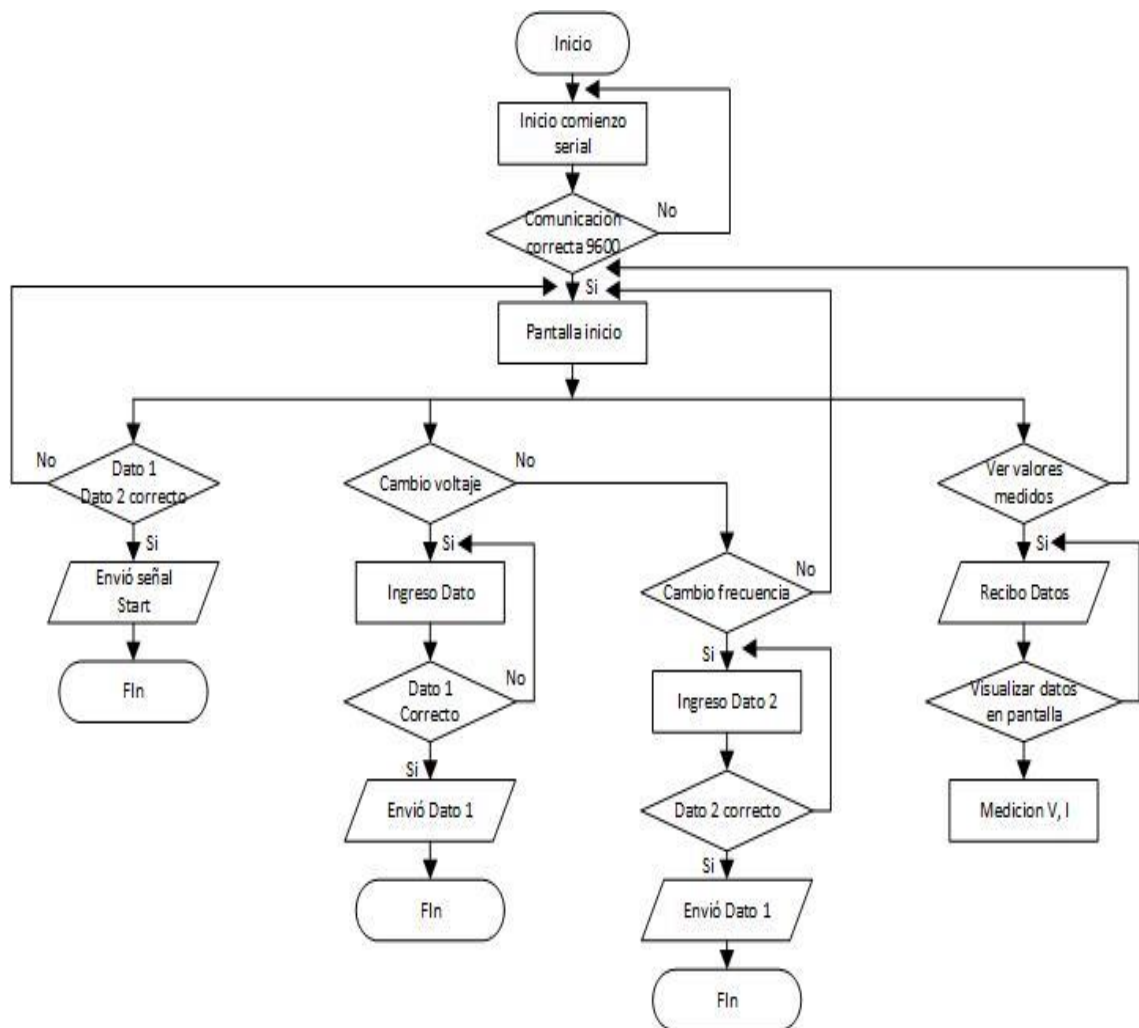 Inicio
Inicio comienzo
serial
Comunicación
correcta 9600
No
Si
Pantalla inicio
No
Dato 1
Dato 2 correcto
Si
Envió señal
Start
FIn
Cambio voltaje
No
Si
Ingreso Dato
Dato 1
Correcto
No
Si
Envió Dato 1
FIn
Cambio frecuencia
No
Si
Ingreso Dato 2
Dato 2 correcto
Si
Envió Dato 1
FIn
Ver valores
medidos
Si
Recibo Datos
Visualizar datos
en pantalla
Medicion V, I